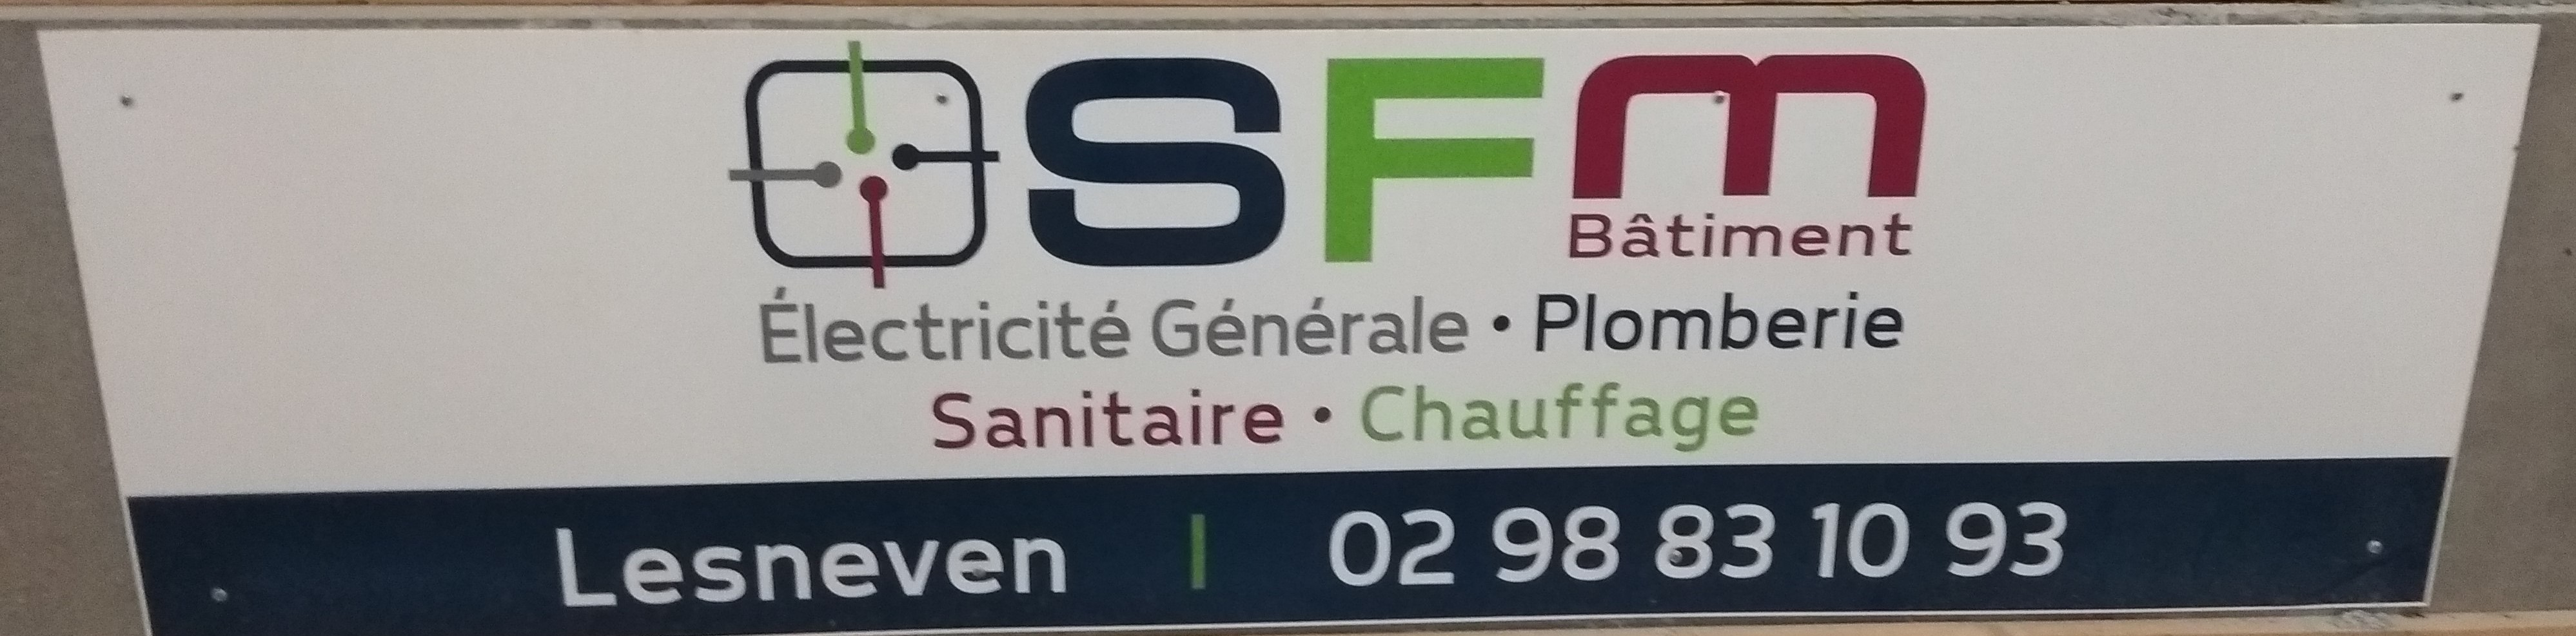 SFm
Bâtiment
Électricité Générale • Plomberie
Sanitaire • Chauffage
Lesneven | 02 98 83 10 93